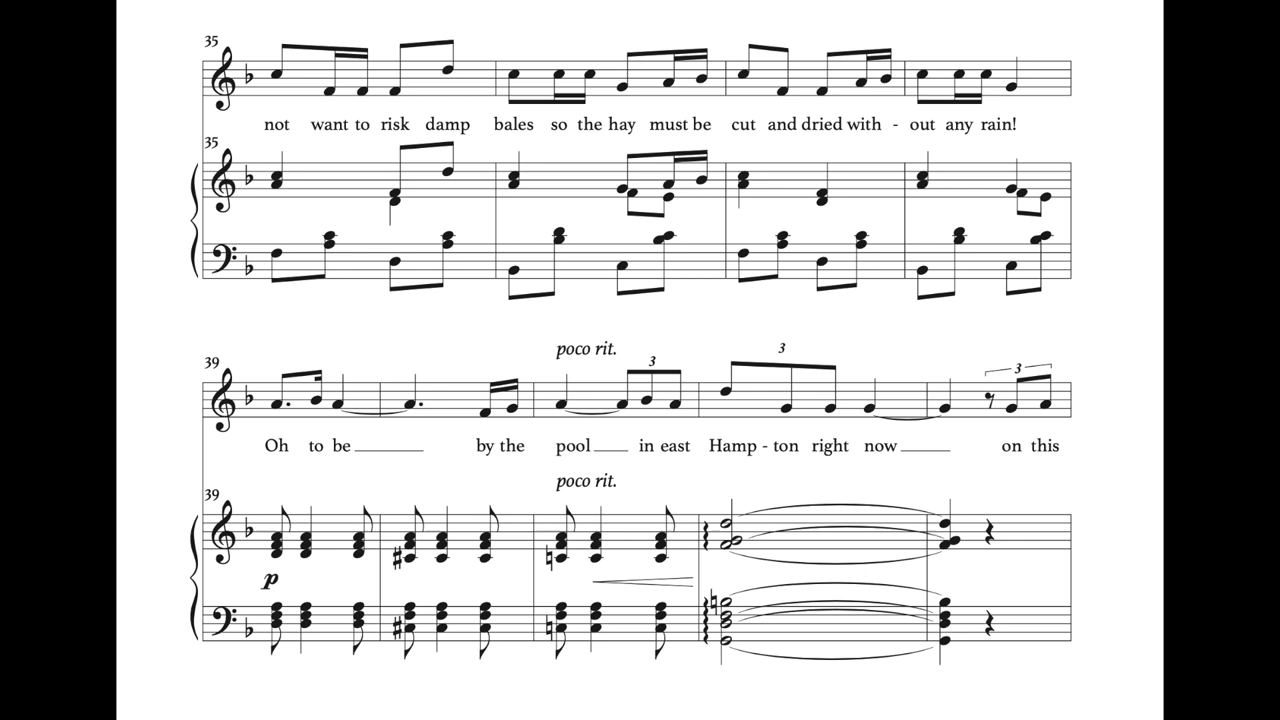 35
not want to risk damp bales so the hay must be cut and dried with - out any rain!
35
poco rit.
39
3 3 3
Oh to be by the pool in east Hamp - ton right now on this
poco rit.
39
p